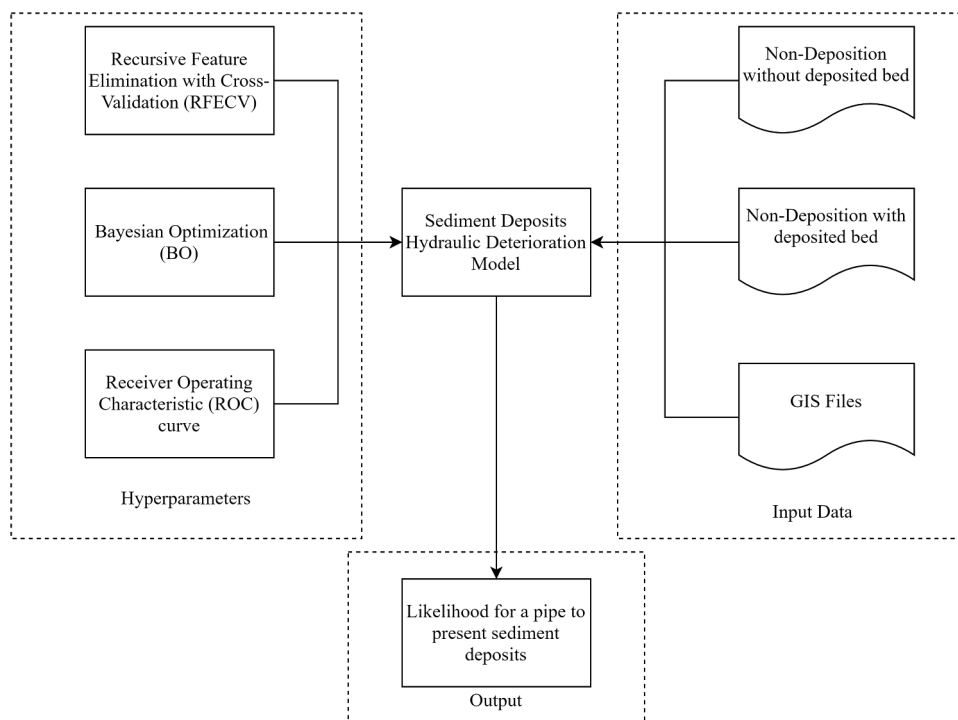 Recursive Feature
Elimination with Cross-
Validation (RFECV)
Bayesian Optimization
(BO)
Receiver Operating
Characteristic (ROC)
curve
Hyperparameters
Sediment Deposits
Hydraulic Deterioration
Model
Non-Deposition
without deposited bed
Non-Deposition with
deposited bed
GIS Files
Input Data
Likelihood for a pipe to
present sediment
deposits
Output